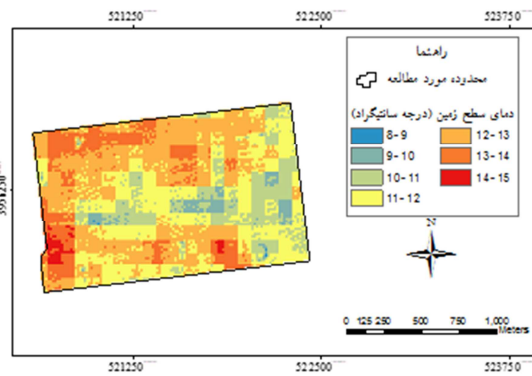 521250 522500 523750
راهنما
محدوده مورد مطالعه
دمای سطح زمین (درجه سانتیگراد)
8-9 12-13
9-10 13-14
10-11 14-15
11-12
N
0 125 250 500 750 1,000
Meters
521250 522500 523750